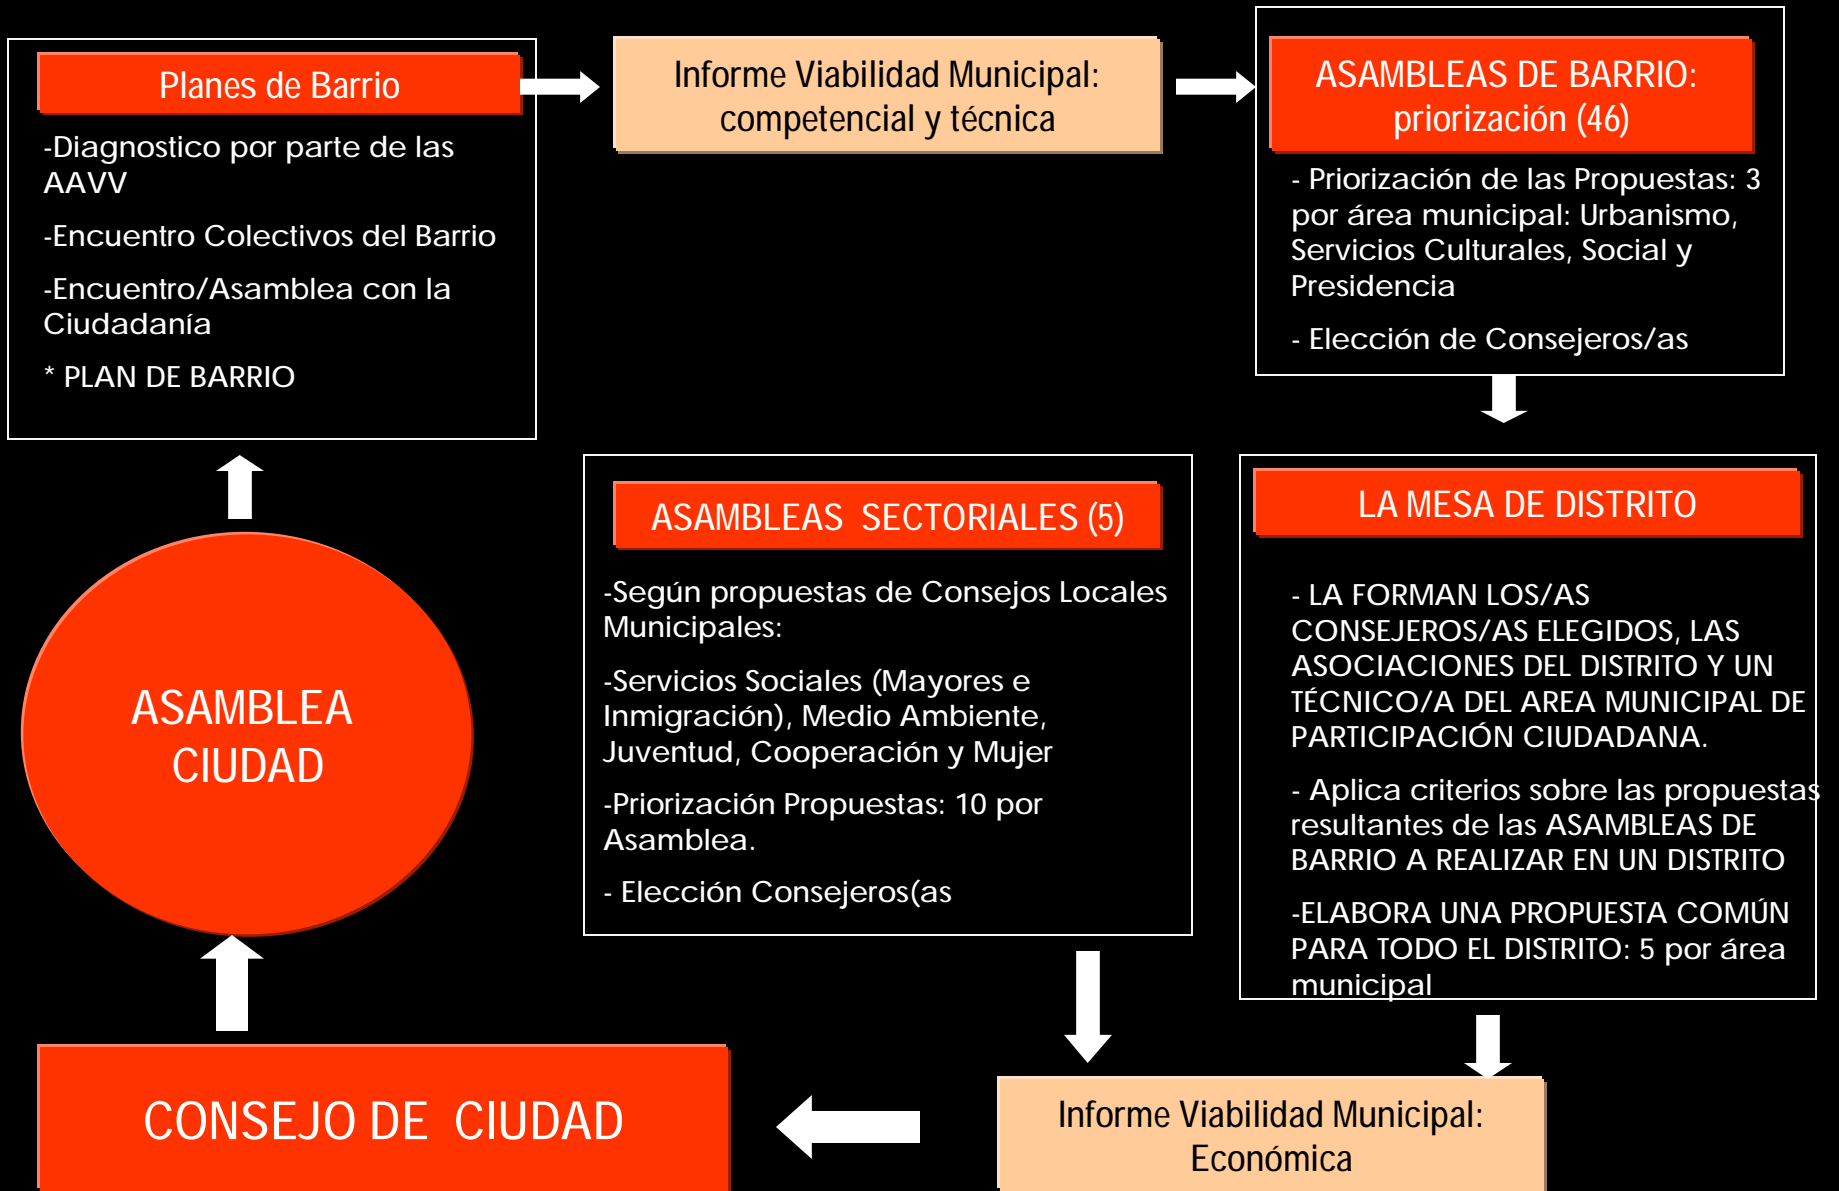 Planes de Barrio
-Diagnostico por parte de las
AAVV
-Encuentro Colectivos del Barrio
-Encuentro/Asamblea con la
Ciudadanía
* PLAN DE BARRIO
Informe Viabilidad Municipal:
competencial y técnica
ASAMBLEAS DE BARRIO:
priorización (46)
- Priorización de las Propuestas: 3
por área municipal: Urbanismo,
Servicios Culturales, Social y
Presidencia
- Elección de Consejeros/as
LA MESA DE DISTRITO
- LA FORMAN LOS/AS
CONSEJEROS/AS ELEGIDOS, LAS
ASOCIACIONES DEL DISTRITO Y UN
TÉCNICO/A DEL AREA MUNICIPAL DE
PARTICIPACIÓN CIUDADANA.
- Aplica criterios sobre las propuestas
resultantes de las ASAMBLEAS DE
BARRIO A REALIZAR EN UN DISTRITO
-ELABORA UNA PROPUESTA COMÚN
PARA TODO EL DISTRITO: 5 por área
municipal
ASAMBLEAS SECTORIALES (5)
-Según propuestas de Consejos Locales
Municipales:
-Servicios Sociales (Mayores e
Inmigración), Medio Ambiente,
Juventud, Cooperación y Mujer
-Priorización Propuestas: 10 por
Asamblea.
- Elección Consejeros(as
Informe Viabilidad Municipal:
Económica
CONSEJO DE CIUDAD
ASAMBLEA
CIUDAD